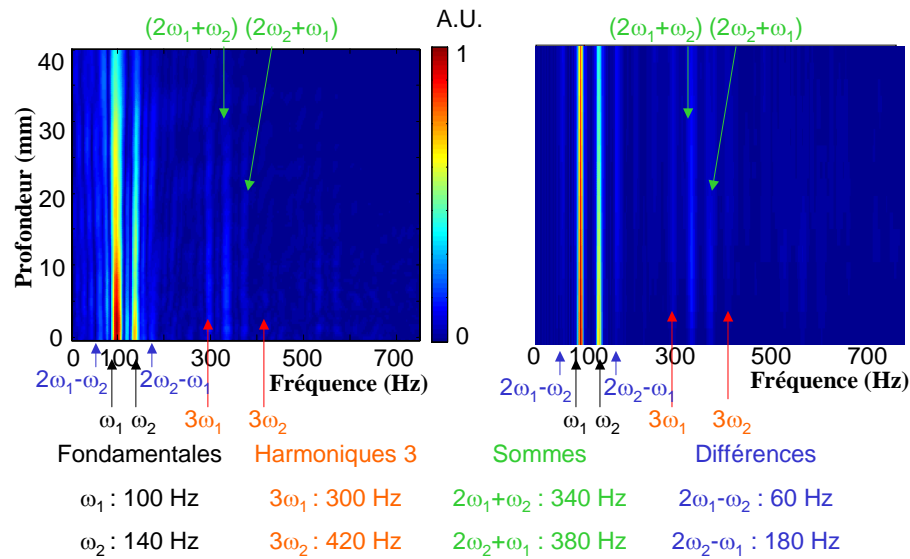 (2ω₁+ω₂) (2ω₂+ω₁)
A.U.
(2ω₁+ω₂) (2ω₂+ω₁)
40
30
20
10
0
Profondeur (mm)
1
0
0 100 300 500 700
Fréquence (Hz)
2ω₁-ω₂ 2ω₂-ω₁
ω₁ ω₂ 3ω₁ 3ω₂
0 100 300 500 700
Fréquence (Hz)
2ω₁-ω₂ 2ω₂-ω₁
ω₁ ω₂ 3ω₁ 3ω₂
Fondamentales Harmoniques 3 Sommes Différences
ω₁ : 100 Hz 3ω₁ : 300 Hz 2ω₁+ω₂ : 340 Hz 2ω₁-ω₂ : 60 Hz
ω₂ : 140 Hz 3ω₂ : 420 Hz 2ω₂+ω₁ : 380 Hz 2ω₂-ω₁ : 180 Hz